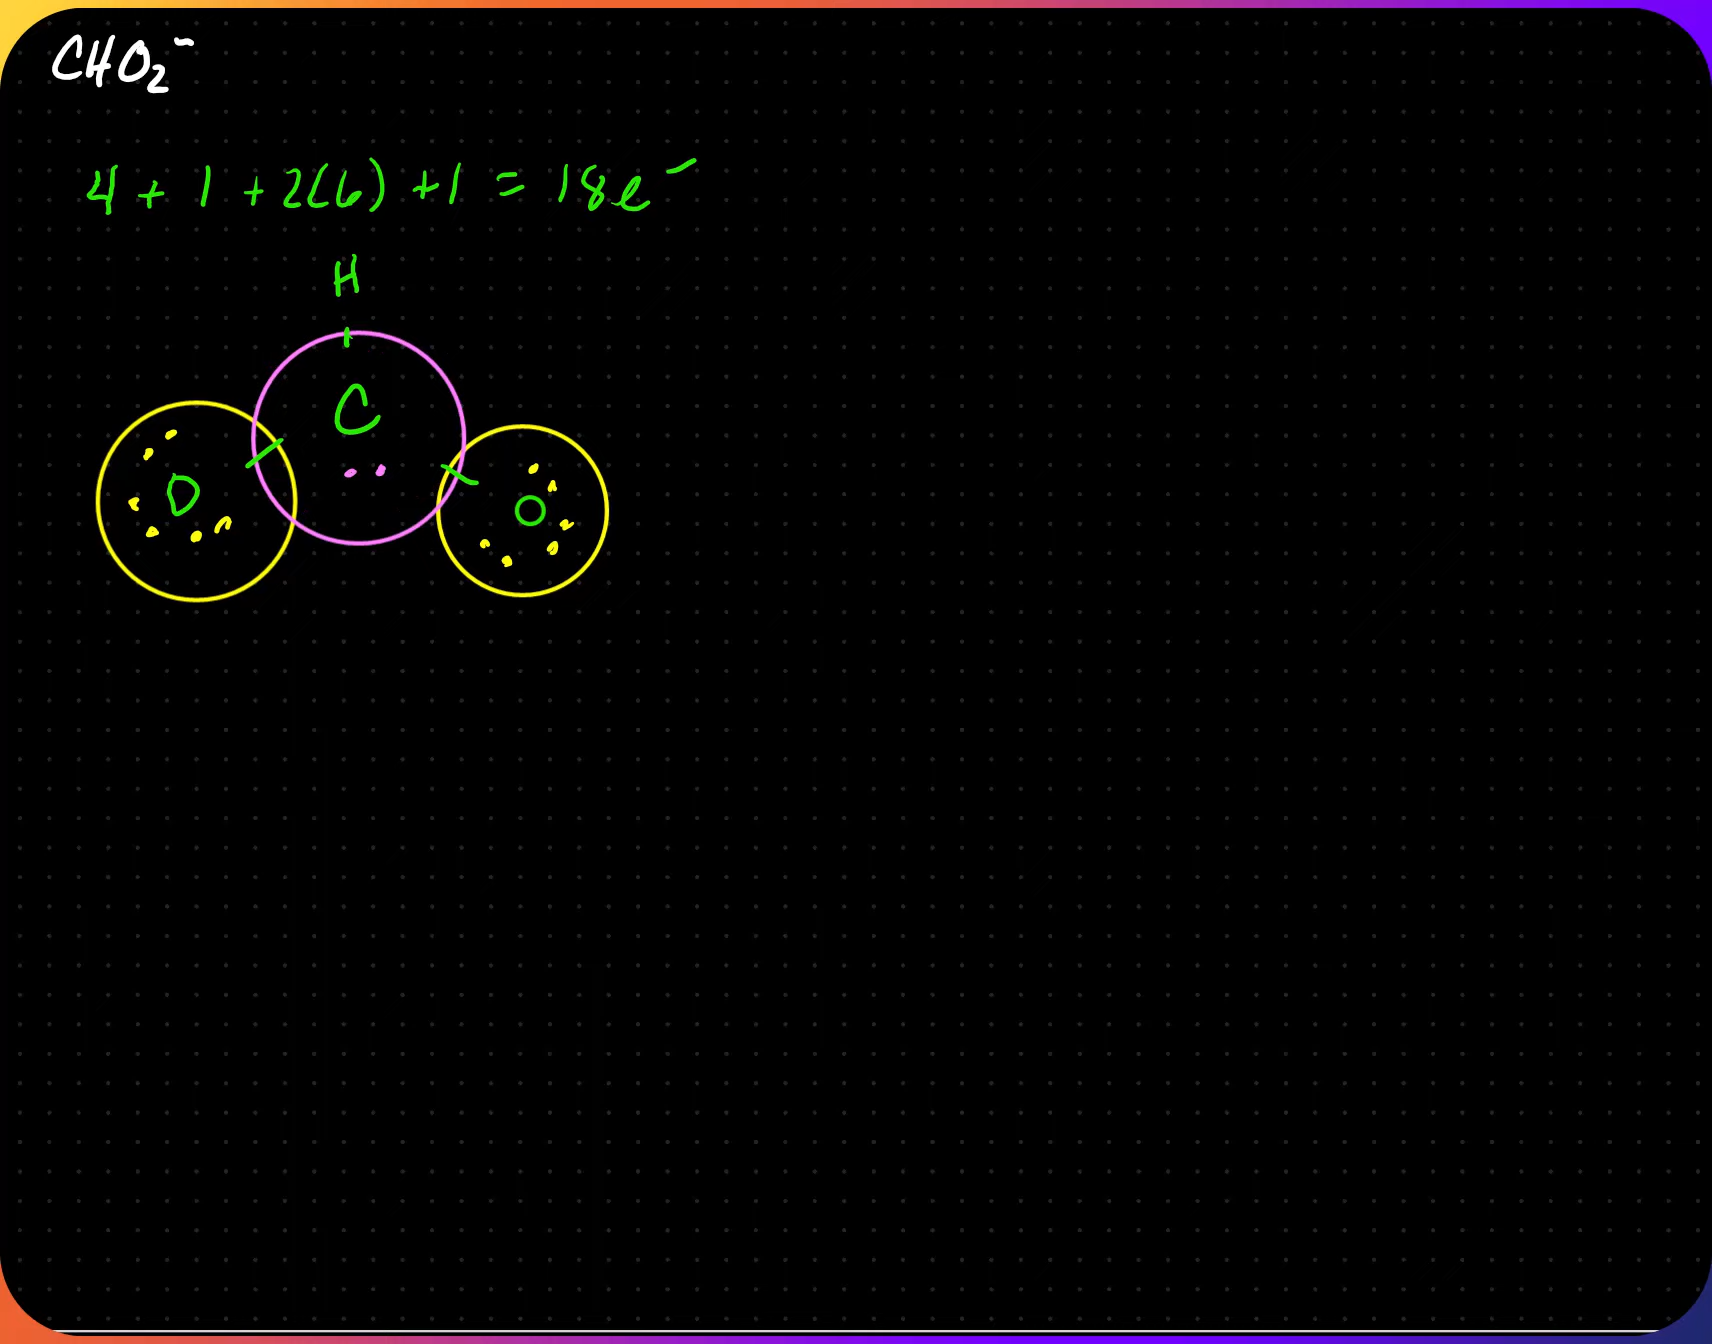 CHO₂⁻
4 + 1 + 2(6) + 1 = 18e⁻
H
C
O
O